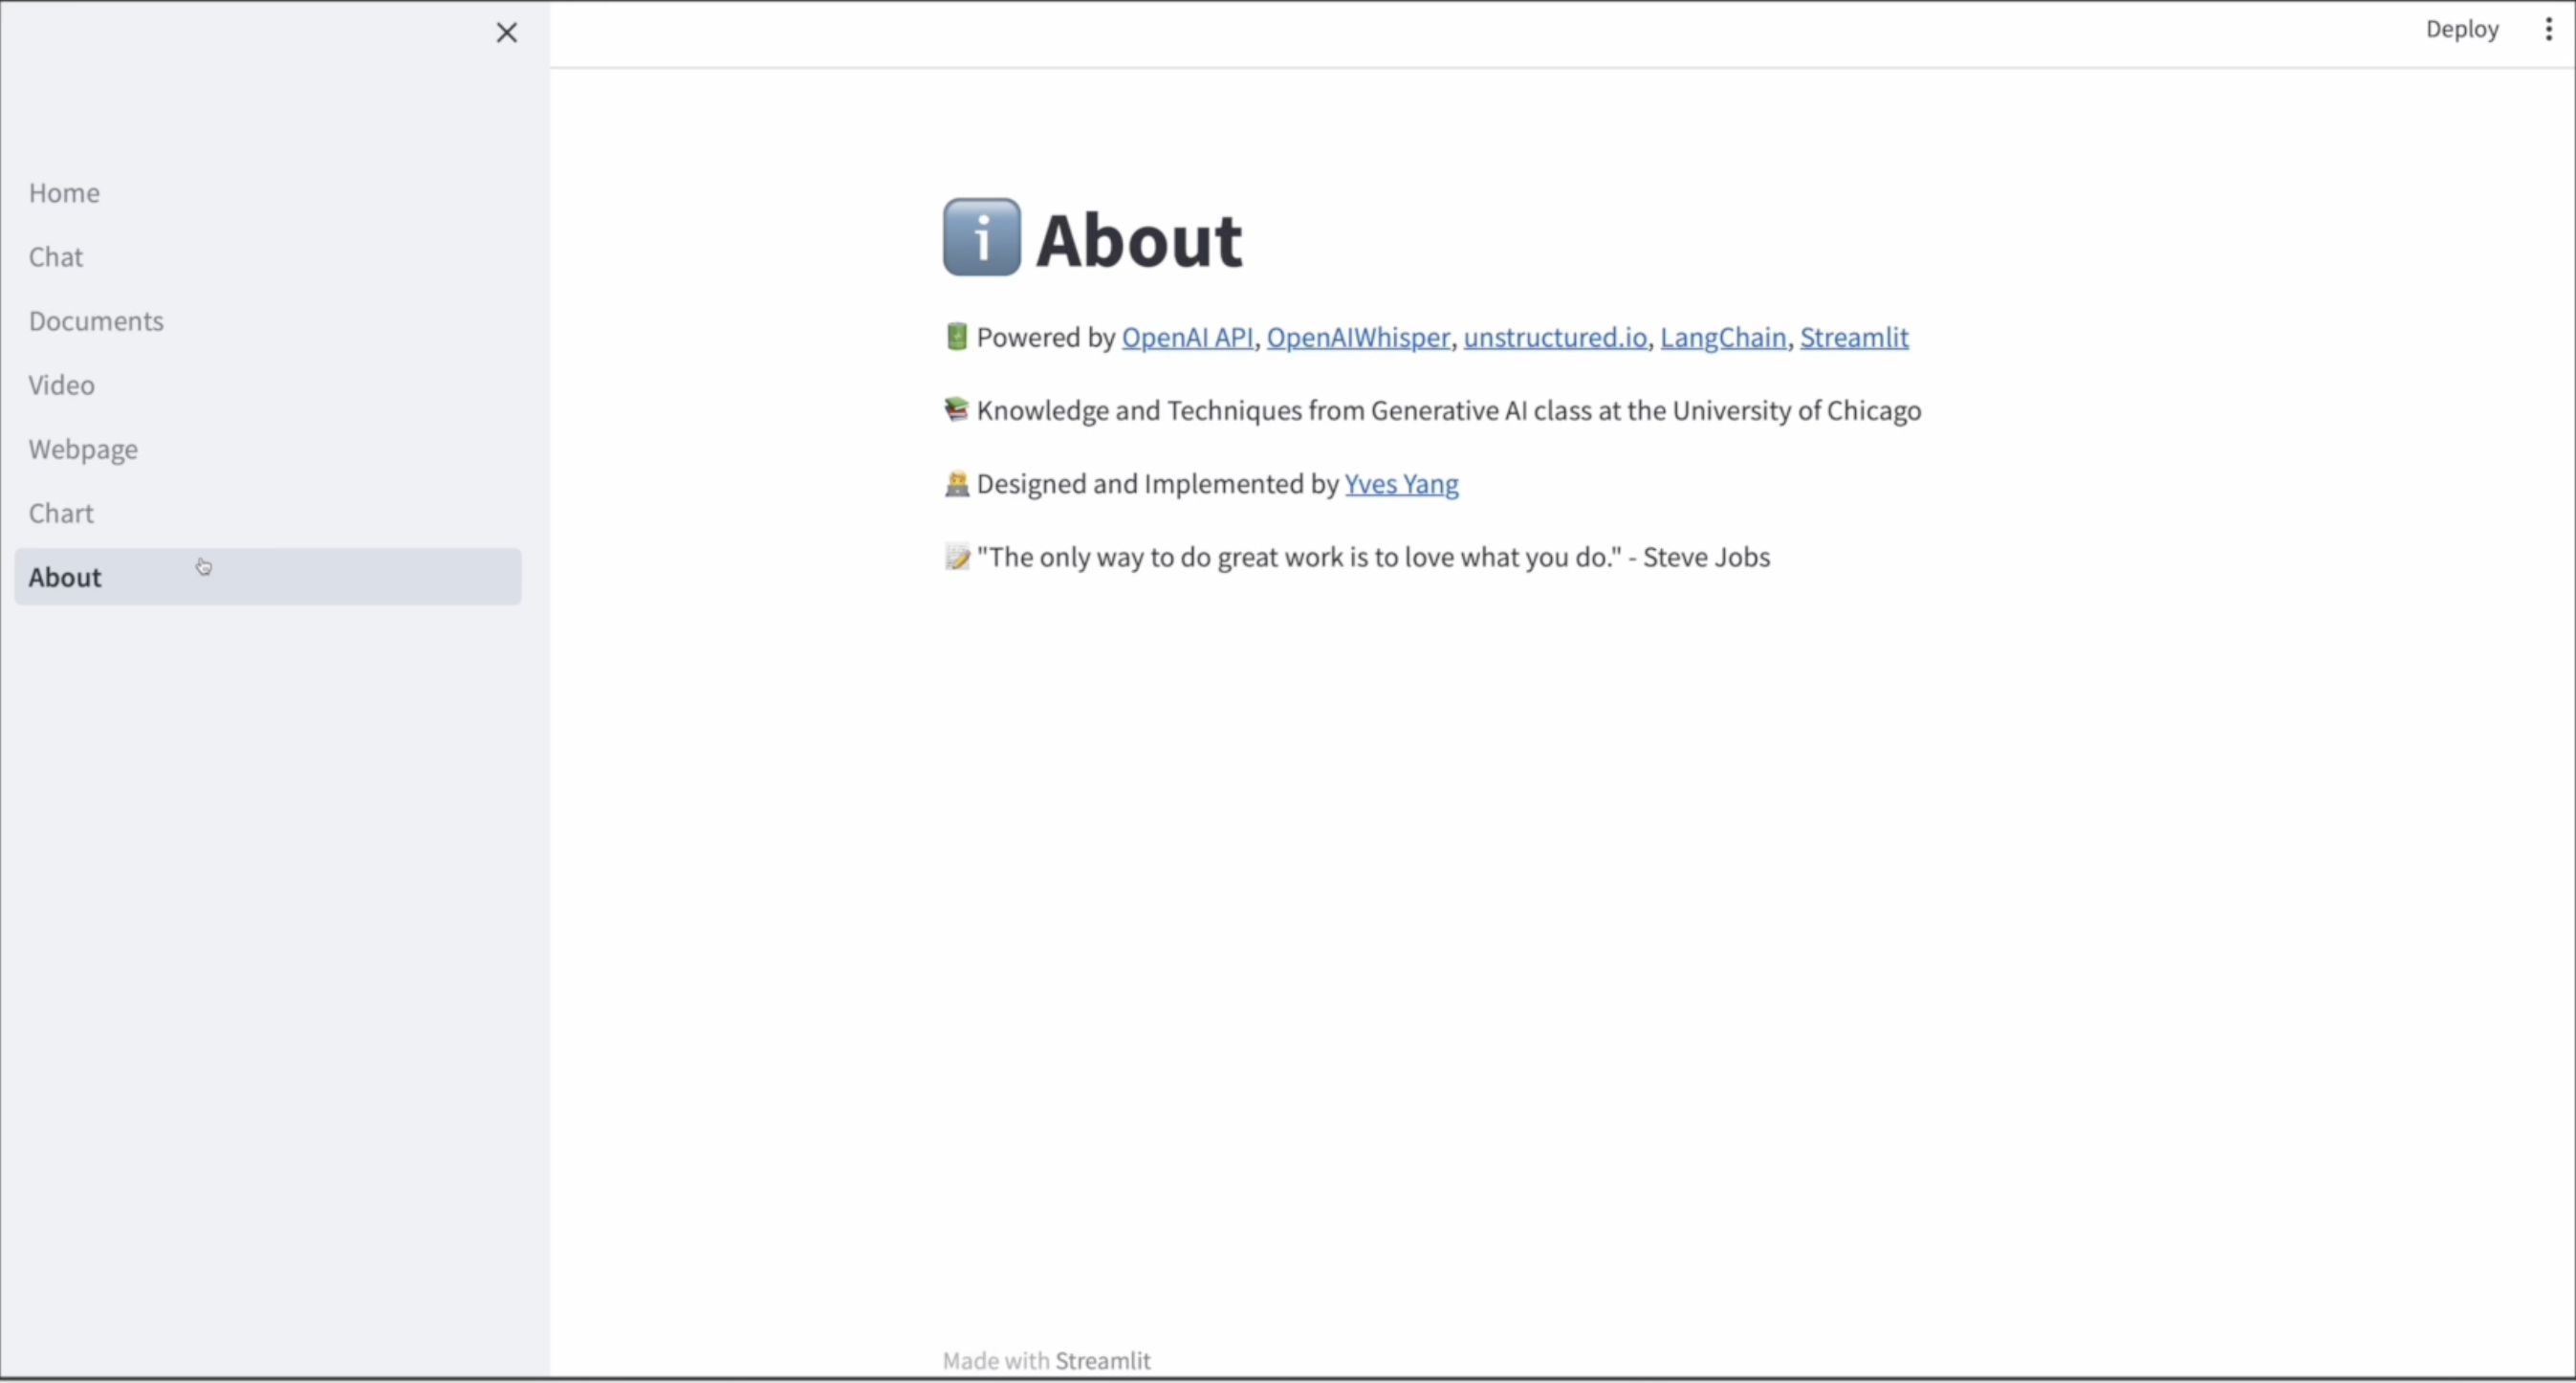 Deploy
Home
Chat
Documents
Video
Webpage
Chart
About
ℹ️ About
Powered by OpenAI API, OpenAIWhisper, unstructured.io, LangChain, Streamlit
Knowledge and Techniques from Generative AI class at the University of Chicago
Designed and Implemented by Yves Yang
"The only way to do great work is to love what you do." - Steve Jobs
Made with Streamlit